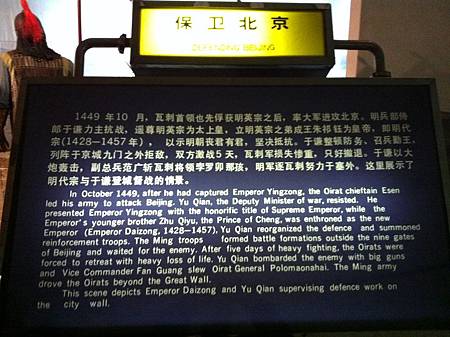 保卫北京
DEFENDING BEIJING
1449 年 10 月，瓦剌首领也先俘获明英宗之后，率大军进攻北京。明兵部侍
郎于谦力主抗战，遥尊明英宗为太上皇，立明英宗之弟成王朱祁钰为皇帝，即明代
宗(1428—1457年)，以示明朝丧君有君，坚决抵抗。于谦整顿防务，召兵勤王，
列阵于京城九门之外拒敌，双方激战5天，瓦剌军损失惨重，只好撤退。于谦以大
炮轰击，副总兵范广斩瓦剌将领孛罗卯那孩，明军逐瓦剌势力于塞外。这里展示了
明代宗与于谦登城督战的情景。
In October 1449, after he had captured Emperor Yingzong, the Oirat chieftain Esen
led his army to attack Beijing. Yu Qian, the Deputy Minister of war, resisted. He
presented Emperor Yingzong with the honorific title of Supreme Emperor, while the
Emperor's younger brother Zhu Qiyu, the Prince of Cheng, was enthroned as the new
Emperor (Emperor Daizong, 1428—1457). Yu Qian reorganized the defence and summoned
reinforcement troops. The Ming troops formed battle formations outside the nine gates
of Beijing and waited for the enemy. After five days of heavy fighting, the Oirats were
forced to retreat with heavy loss of life. Yu Qian bombarded the enemy with big guns
and Vice Commander Fan Guang slew Oirat General Polomaonahai. The Ming army
drove the Oirats beyond the Great Wall.
This scene depicts Emperor Daizong and Yu Qian supervising defence work on
the city wall.